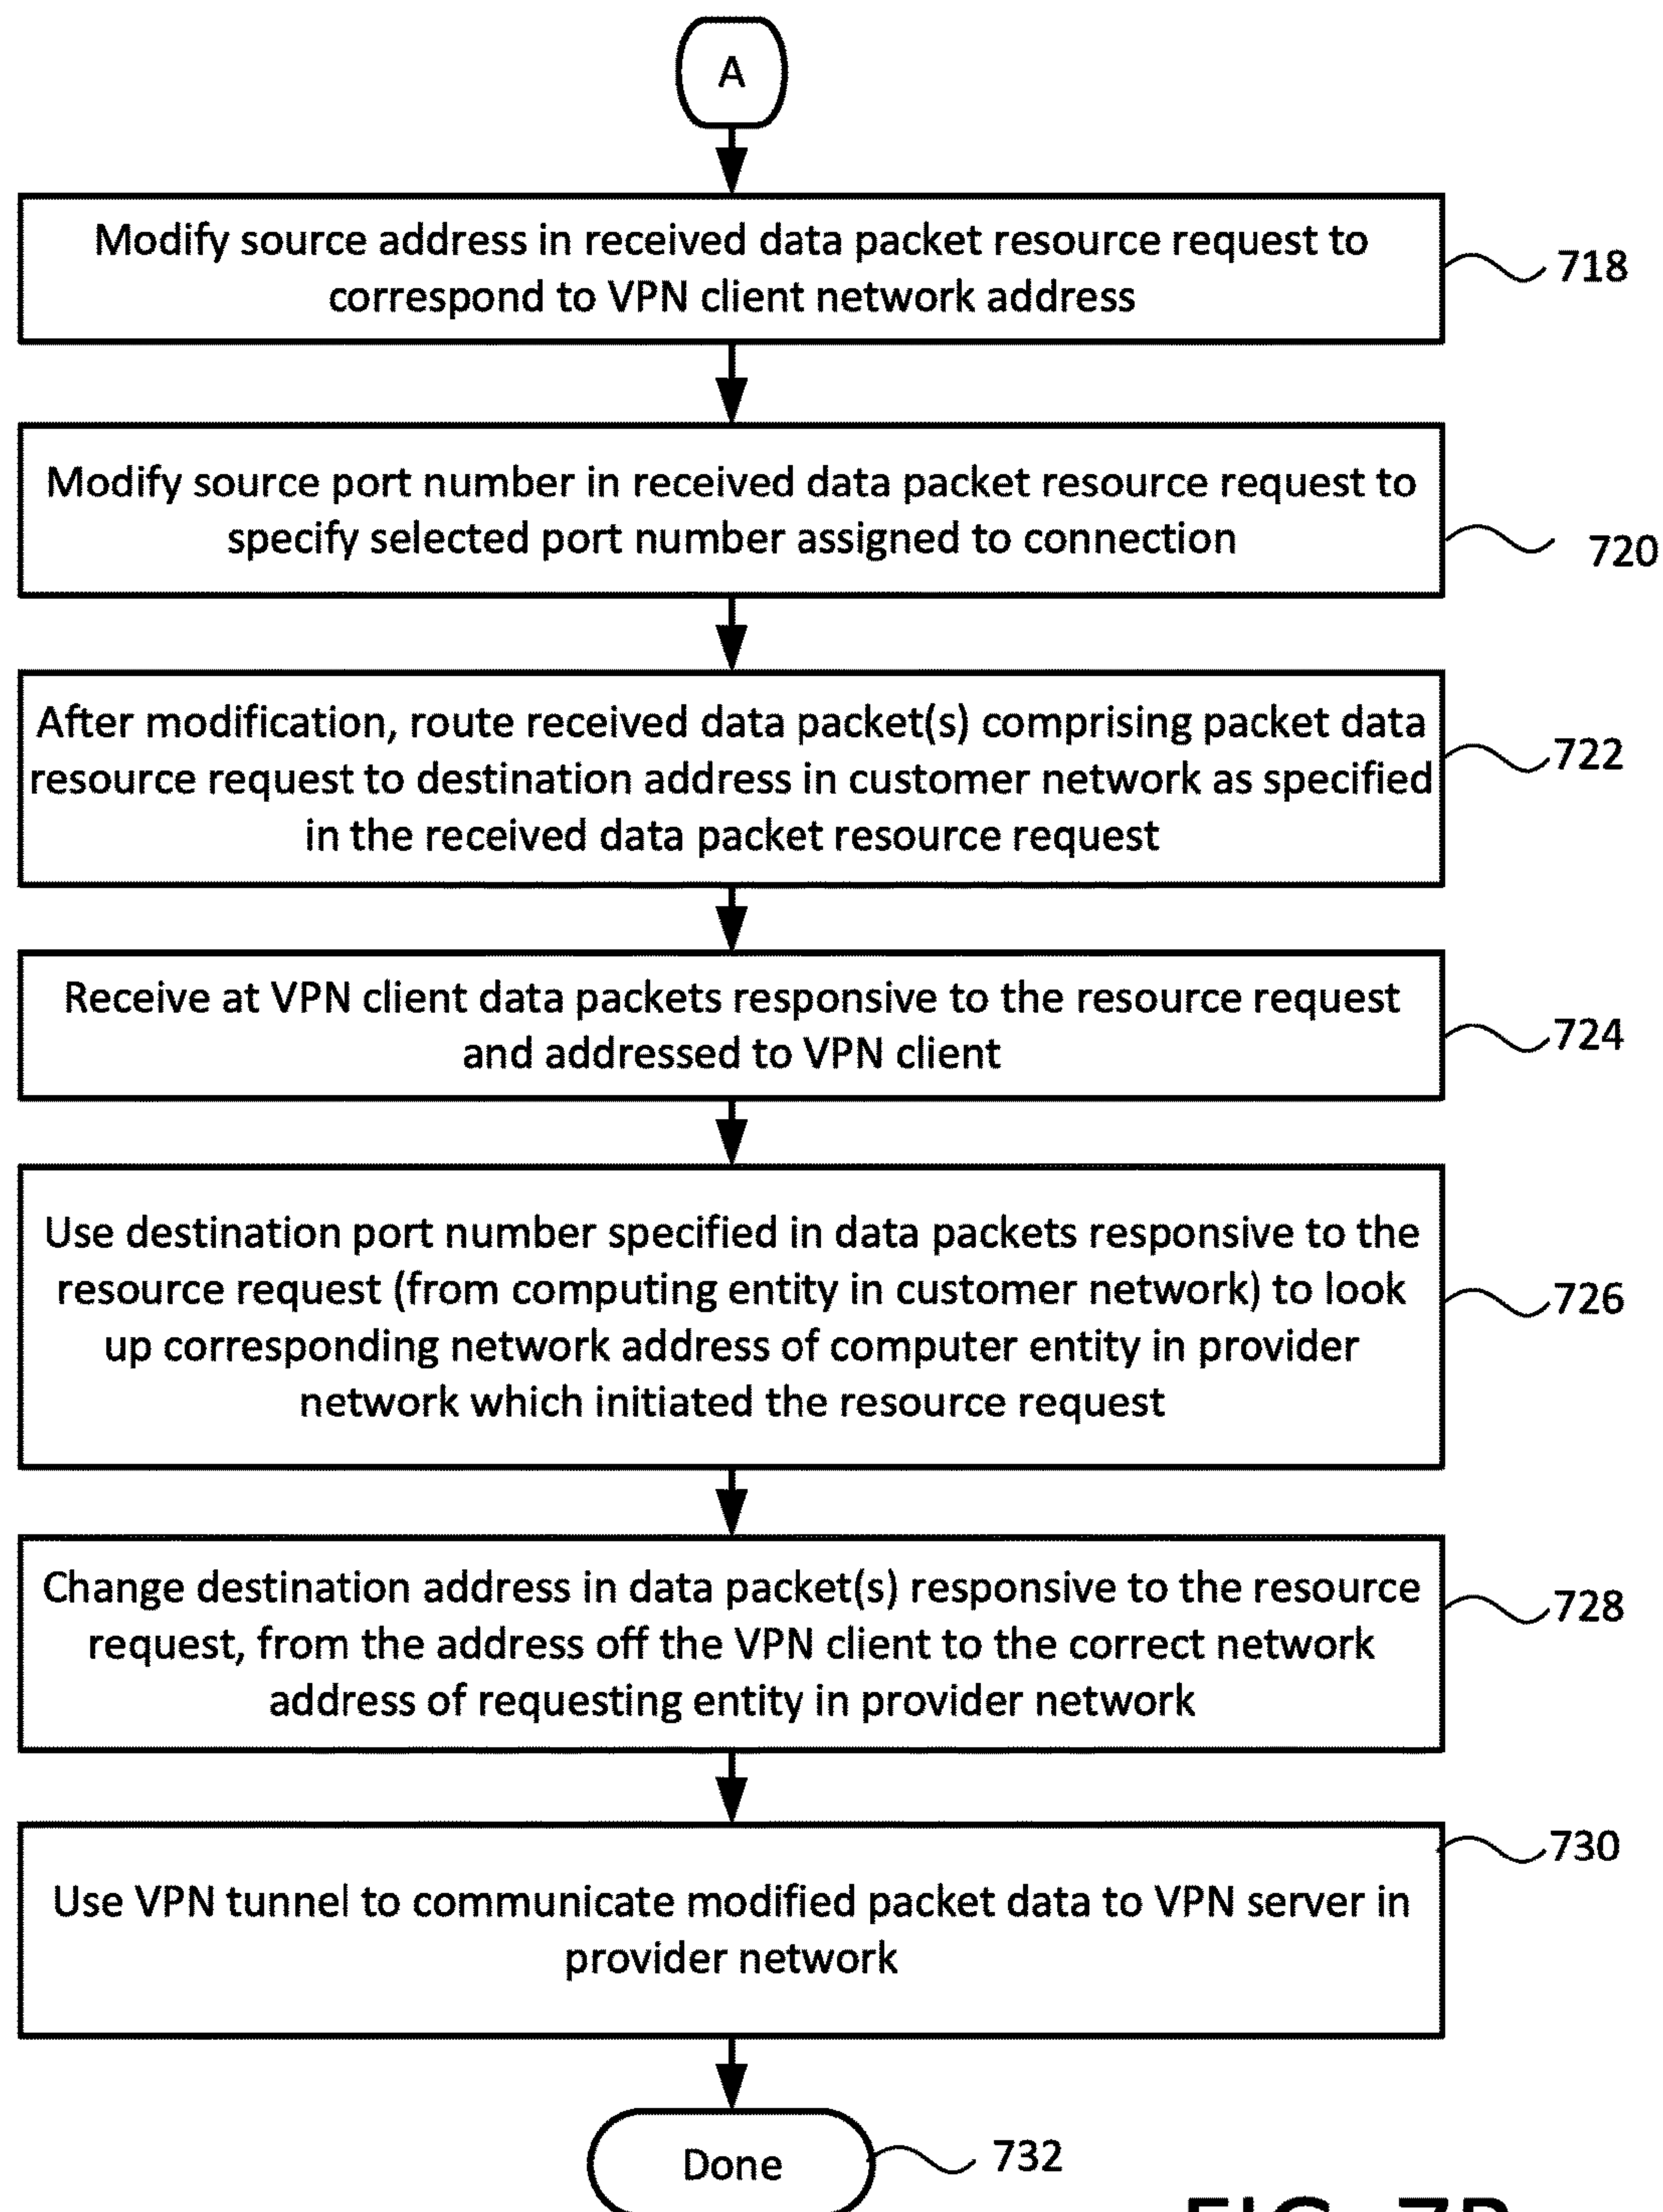 A
Modify source address in received data packet resource request to
correspond to VPN client network address
718
Modify source port number in received data packet resource request to
specify selected port number assigned to connection
720
After modification, route received data packet(s) comprising packet data
resource request to destination address in customer network as specified
in the received data packet resource request
722
Receive at VPN client data packets responsive to the resource request
and addressed to VPN client
724
Use destination port number specified in data packets responsive to the
resource request (from computing entity in customer network) to look
up corresponding network address of computer entity in provider
network which initiated the resource request
726
Change destination address in data packet(s) responsive to the resource
request, from the address off the VPN client to the correct network
address of requesting entity in provider network
728
Use VPN tunnel to communicate modified packet data to VPN server in
provider network
730
Done
732